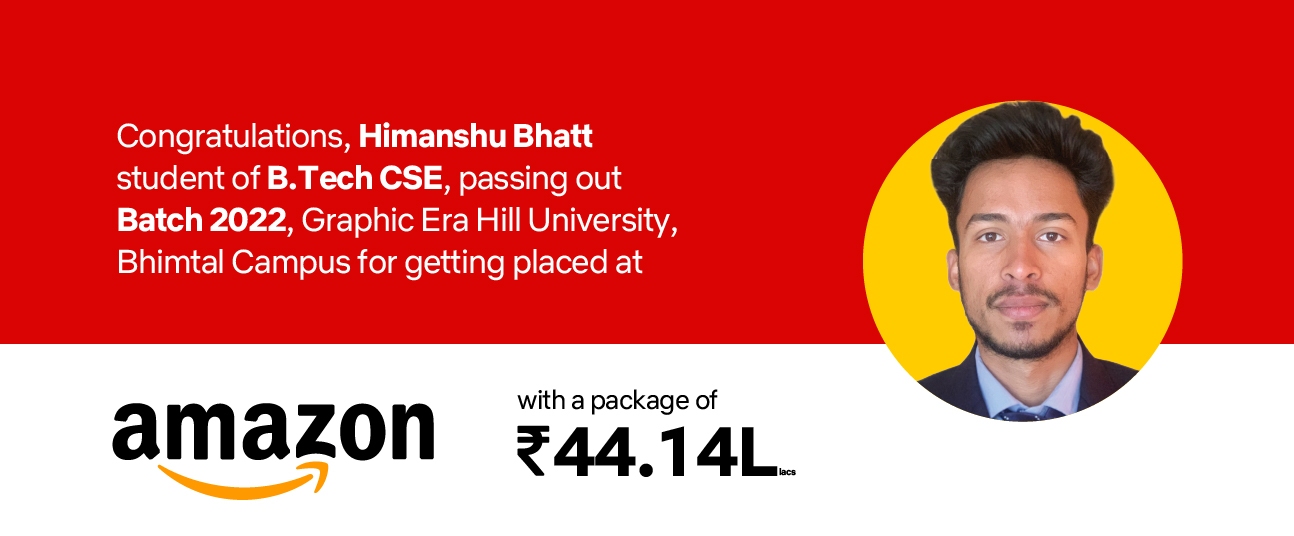 Congratulations, Himanshu Bhatt
student of B.Tech CSE, passing out
Batch 2022, Graphic Era Hill University,
Bhimtal Campus for getting placed at
amazon
with a package of
₹44.14L lacs